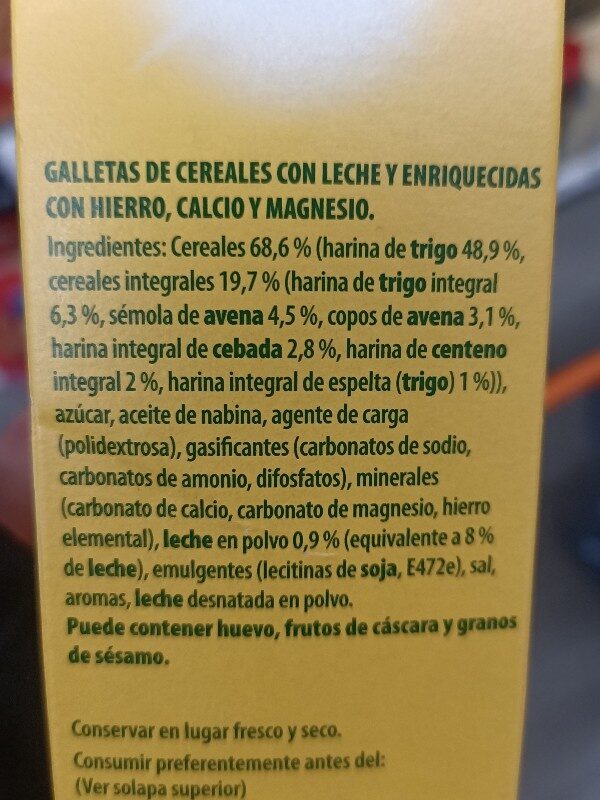 GALLETAS DE CEREALES CON LECHE Y ENRIQUECIDAS
CON HIERRO, CALCIO Y MAGNESIO.
Ingredientes: Cereales 68,6 % (harina de trigo 48,9 %,
cereales integrales 19,7 % (harina de trigo integral
6,3 %, sémola de avena 4,5 %, copos de avena 3,1 %,
harina integral de cebada 2,8 %, harina de centeno
integral 2 %, harina integral de espelta (trigo) 1 %)),
azúcar, aceite de nabina, agente de carga
(polidextrosa), gasificantes (carbonatos de sodio,
carbonatos de amonio, difosfatos), minerales
(carbonato de calcio, carbonato de magnesio, hierro
elemental), leche en polvo 0,9 % (equivalente a 8 %
de leche), emulgentes (lecitinas de soja, E472e), sal,
aromas, leche desnatada en polvo.
Puede contener huevo, frutos de cáscara y granos
de sésamo.
Conservar en lugar fresco y seco.
Consumir preferentemente antes del:
(Ver solapa superior)